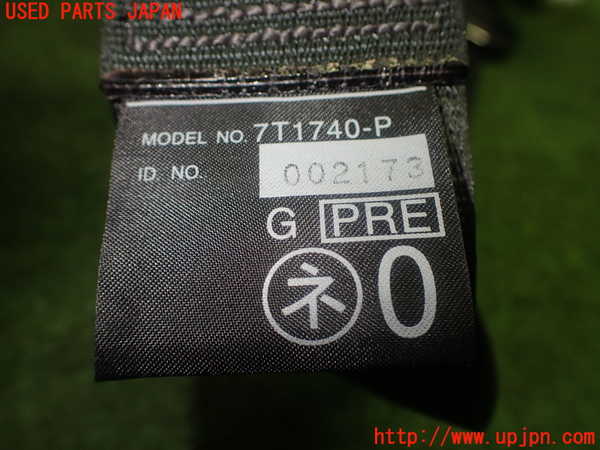 USED PARTS JAPAN
MODEL NO. 7T1740-P
ID NO. 002173
G PRE
ネ 0
http://www.upjpn.com/